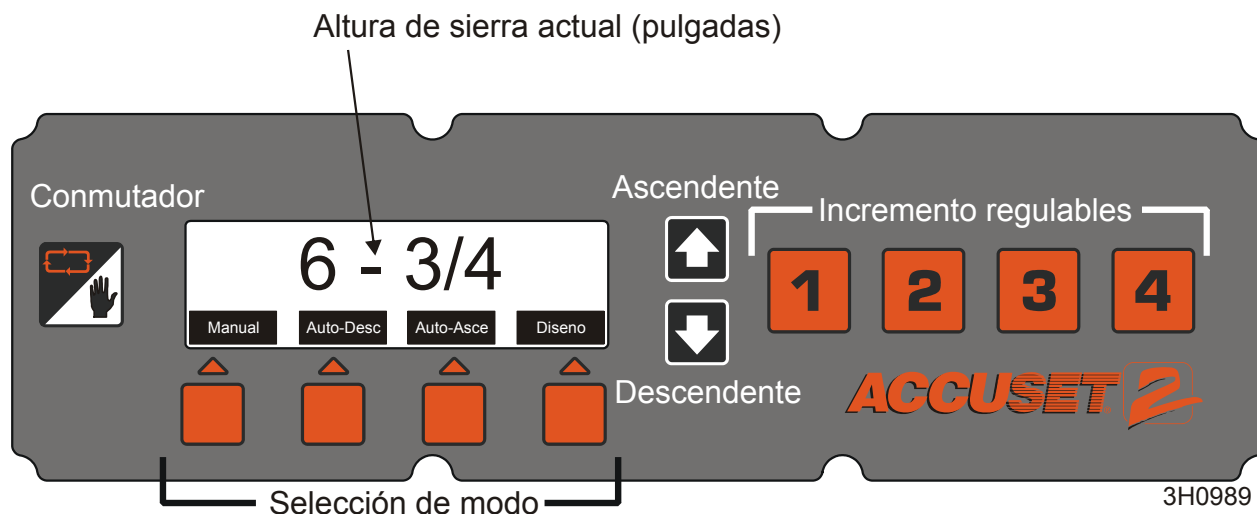 Altura de sierra actual (pulgadas)
Conmutador
6 - 3/4
Manual
Auto-Desc
Auto-Asce
Diseno
Ascendente
Descendente
Incremento regulables
1 2 3 4
ACCUSET 2
Selección de modo
3H0989